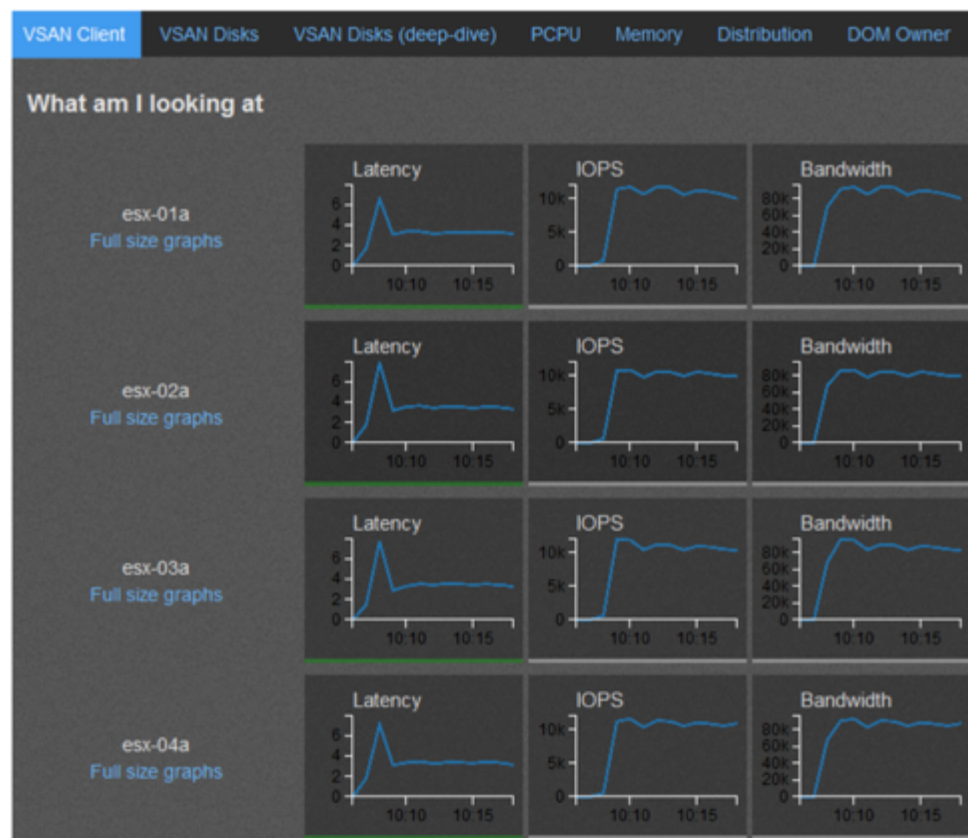 VSAN Client VSAN Disks VSAN Disks (deep-dive) PCPU Memory Distribution DOM Owner
What am I looking at
Latency IOPS Bandwidth
esx-01a
Full size graphs
6 4 2 0 10:10 10:15
10k 5k 0 10:10 10:15
80k 60k 40k 20k 0 10:10 10:15
Latency IOPS Bandwidth
esx-02a
Full size graphs
6 4 2 0 10:10 10:15
10k 5k 0 10:10 10:15
80k 60k 40k 20k 0 10:10 10:15
Latency IOPS Bandwidth
esx-03a
Full size graphs
6 4 2 0 10:10 10:15
10k 5k 0 10:10 10:15
80k 60k 40k 20k 0 10:10 10:15
Latency IOPS Bandwidth
esx-04a
Full size graphs
6 4 2 0 10:10 10:15
10k 5k 0 10:10 10:15
80k 60k 40k 20k 0 10:10 10:15